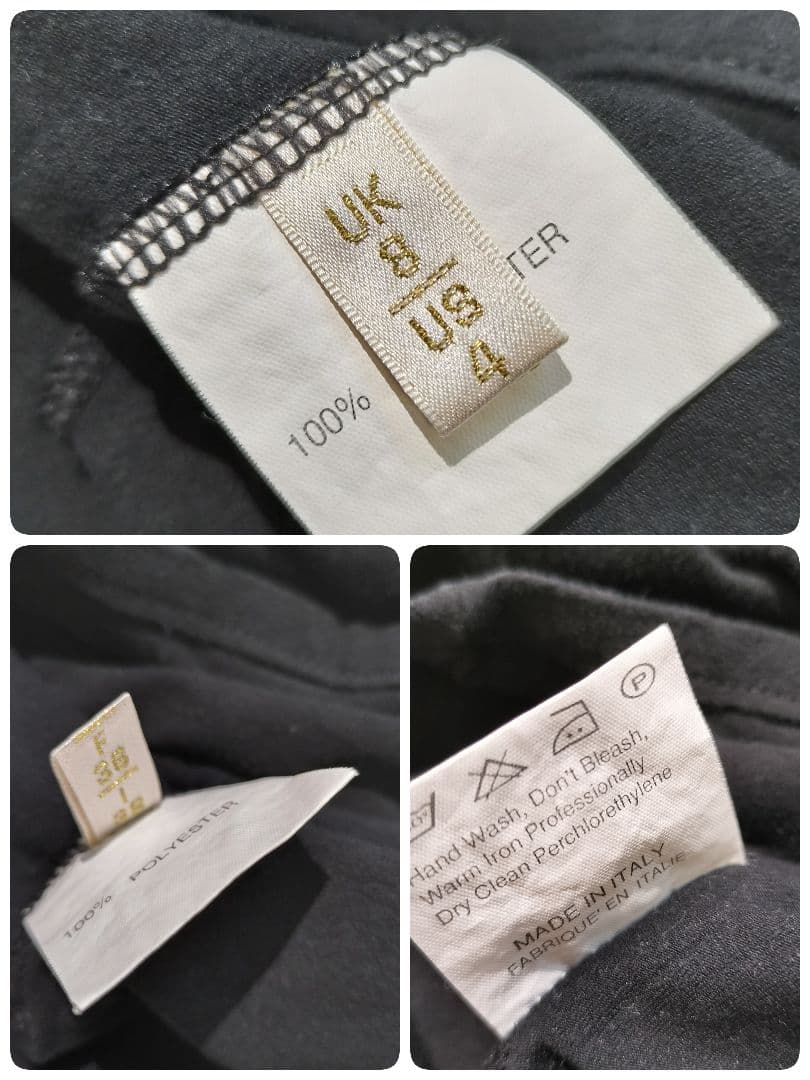 UK
8
US
4
100%
TER
F
36
100% POLYESTER
P
Hand Wash, Don't Bleash,
Warm Iron Professionally
Dry Clean Perchlorethylene
MADE IN ITALY
FABRIQUE' EN ITALIE